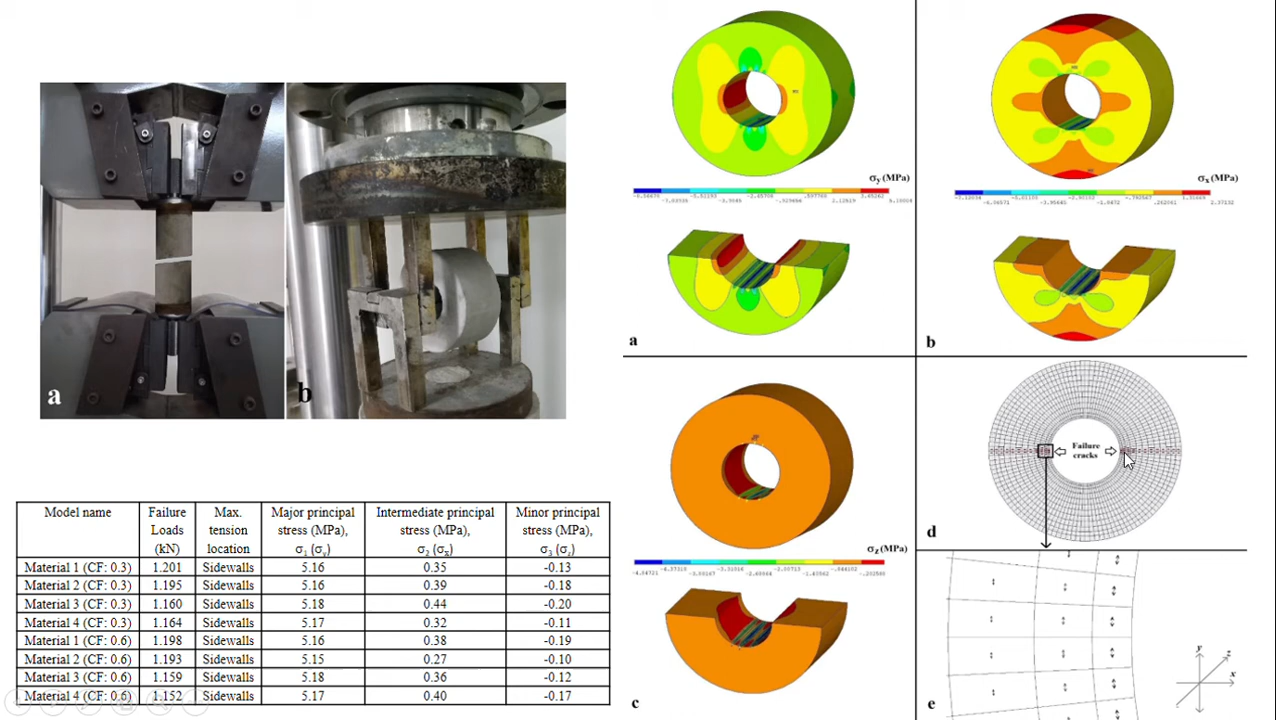 a
b
Model name Failure Loads (kN) Max. tension location Major principal stress (MPa), σ1 (σy) Intermediate principal stress (MPa), σ2 (σx) Minor principal stress (MPa), σ3 (σz)
Material 1 (CF: 0.3) 1.201 Sidewalls 5.16 0.35 -0.13
Material 2 (CF: 0.3) 1.193 Sidewalls 5.16 0.39 -0.18
Material 3 (CF: 0.3) 1.160 Sidewalls 5.18 0.44 -0.20
Material 4 (CF: 0.3) 1.164 Sidewalls 5.17 0.32 -0.11
Material 1 (CF: 0.6) 1.198 Sidewalls 5.16 0.38 -0.19
Material 2 (CF: 0.6) 1.193 Sidewalls 5.15 0.27 -0.10
Material 3 (CF: 0.6) 1.159 Sidewalls 5.18 0.36 -0.12
Material 4 (CF: 0.6) 1.152 Sidewalls 5.17 0.40 -0.17
σy (MPa)
a
σx (MPa)
b
σz (MPa)
c
Failure
cracks
d
y
z
x
e